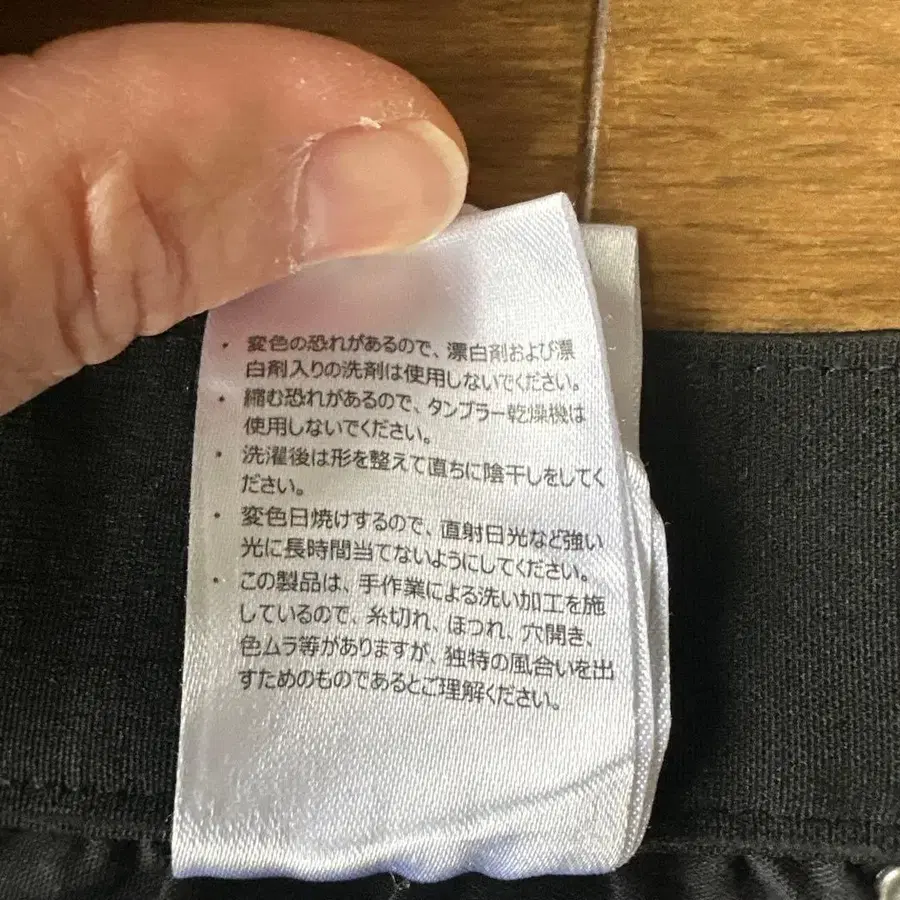 ・変色の恐れがあるので、漂白剤および漂
白剤入りの洗剤は使用しないでください。
・縮む恐れがあるので、タンブラー乾燥機は
使用しないでください。
・洗濯後は形を整えて直ちに陰干しをしてく
ださい。
・変色日焼けするので、直射日光など強い
光に長時間当てないようにしてください。
・この製品は、手作業による洗い加工を施
しているので、糸切れ、ほつれ、穴開き、
色ムラ等がありますが、独特の風合いを出
すためのものであるとご理解ください。